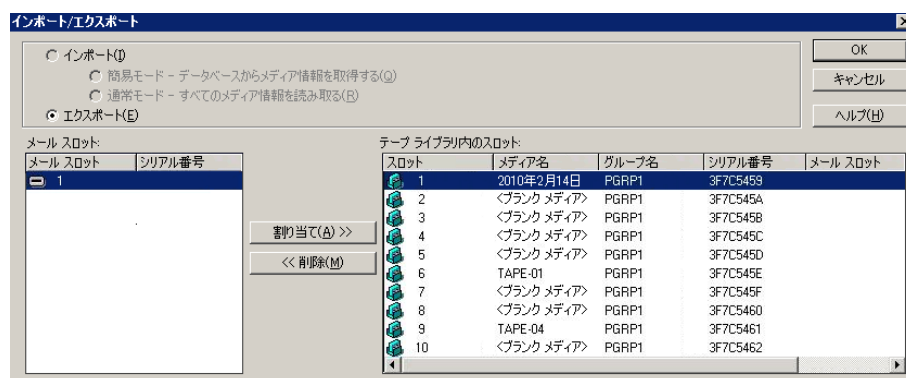 インポート/エクスポート
インポート(I)
簡易モード - データベースからメディア情報を取得する(Q)
通常モード - すべてのメディア情報を読み取る(R)
エクスポート(E)
OK
キャンセル
ヘルプ(H)
メール スロット:
メール スロット シリアル番号
1
割り当て(A) >>
<< 削除(M)
テープ ライブラリ内のスロット:
スロット メディア名 グループ名 シリアル番号 メール スロット
1 2010年2月14日 PGRP1 3F7C5459
2 <ブランク メディア> PGRP1 3F7C545A
3 <ブランク メディア> PGRP1 3F7C545B
4 <ブランク メディア> PGRP1 3F7C545C
5 <ブランク メディア> PGRP1 3F7C545D
6 TAPE-01 PGRP1 3F7C545E
7 <ブランク メディア> PGRP1 3F7C545F
8 <ブランク メディア> PGRP1 3F7C5460
9 TAPE-04 PGRP1 3F7C5461
10 <ブランク メディア> PGRP1 3F7C5462